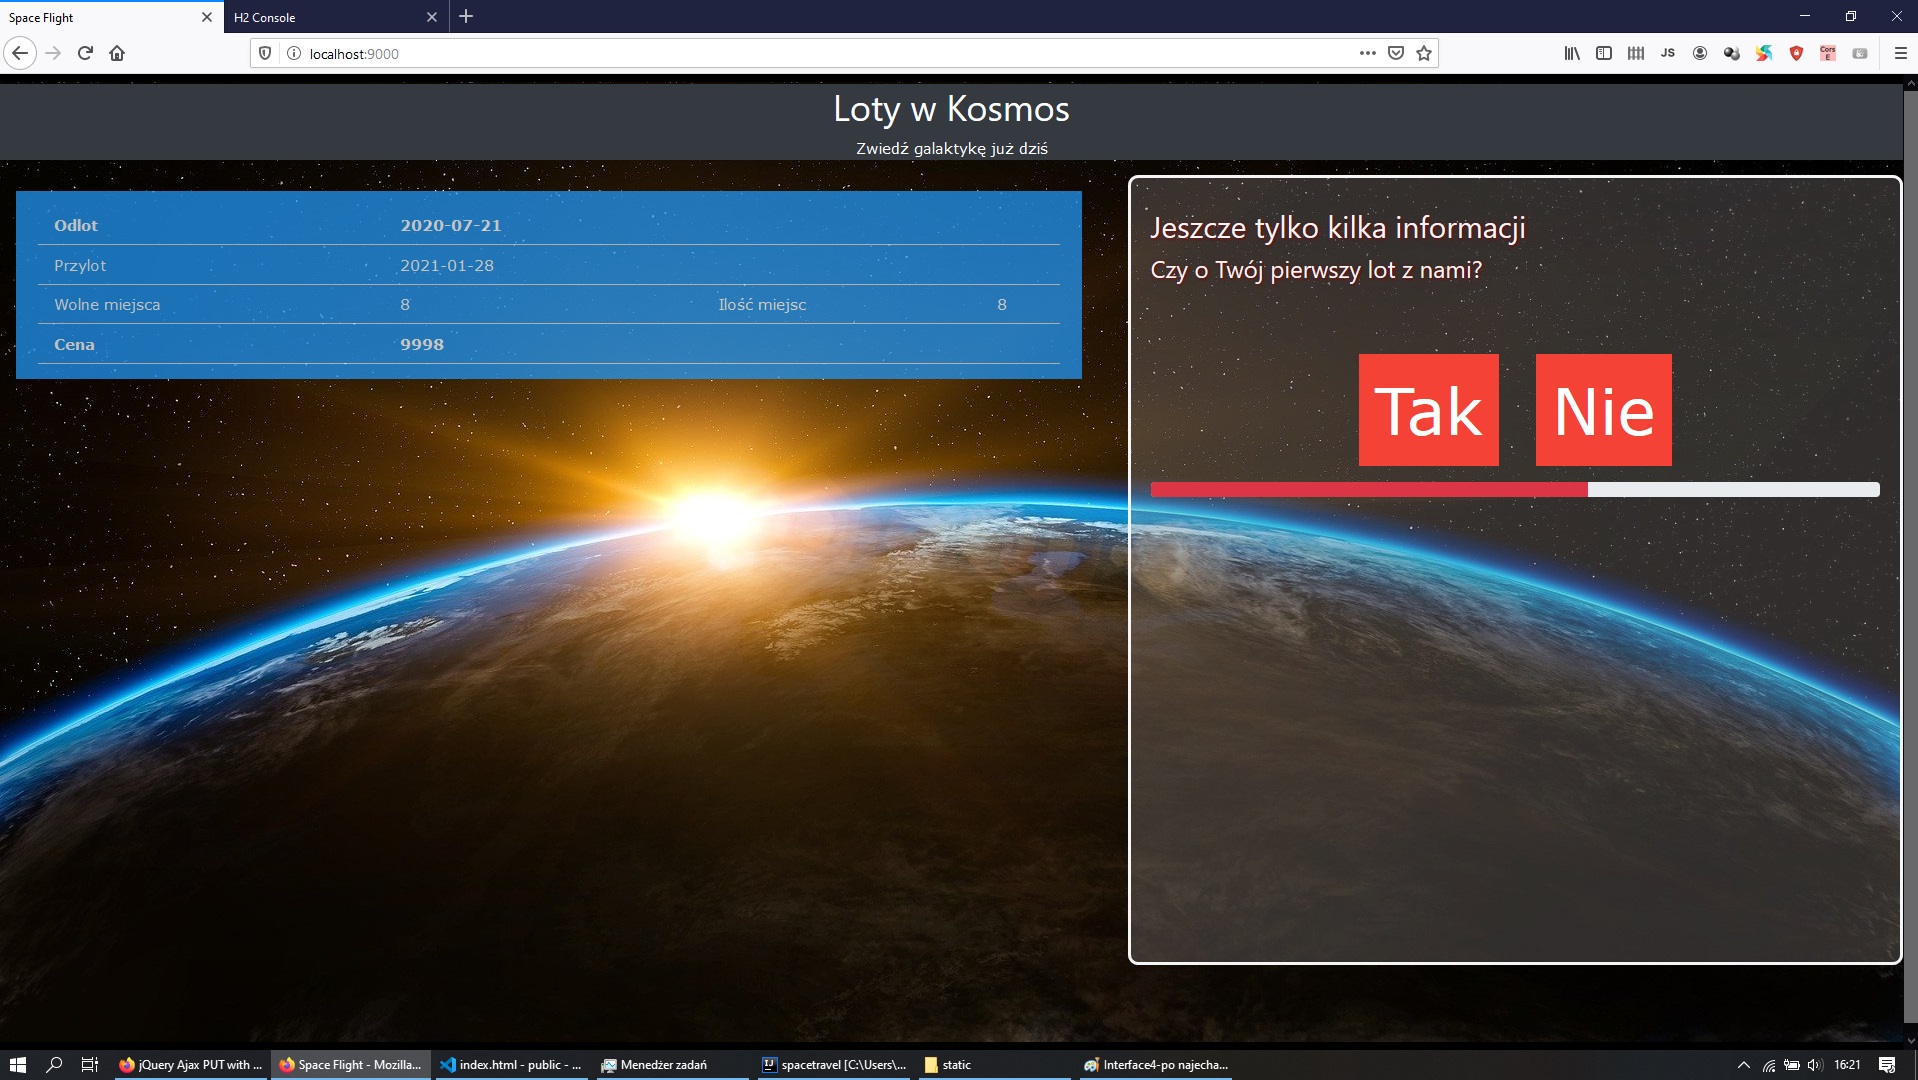 Space Flight
H2 Console
localhost:9000
JS
Loty w Kosmos
Zwiedź galaktykę już dziś
Odlot 2020-07-21
Przylot 2021-01-28
Wolne miejsca 8 Ilość miejsc 8
Cena 9998
Jeszcze tylko kilka informacji
Czy o Twój pierwszy lot z nami?
Tak Nie
jQuery Ajax PUT with ...
Space Flight - Mozilla...
index.html - public - ...
Menedżer zadań
spacetravel [C:\Users\...
static
Interface4-po najecha...
16:21